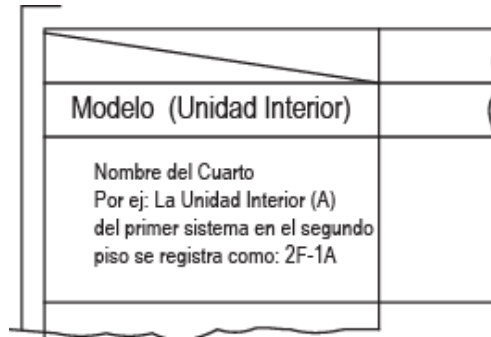 Modelo (Unidad Interior)
(
Nombre del Cuarto
Por ej: La Unidad Interior (A)
del primer sistema en el segundo
piso se registra como: 2F-1A